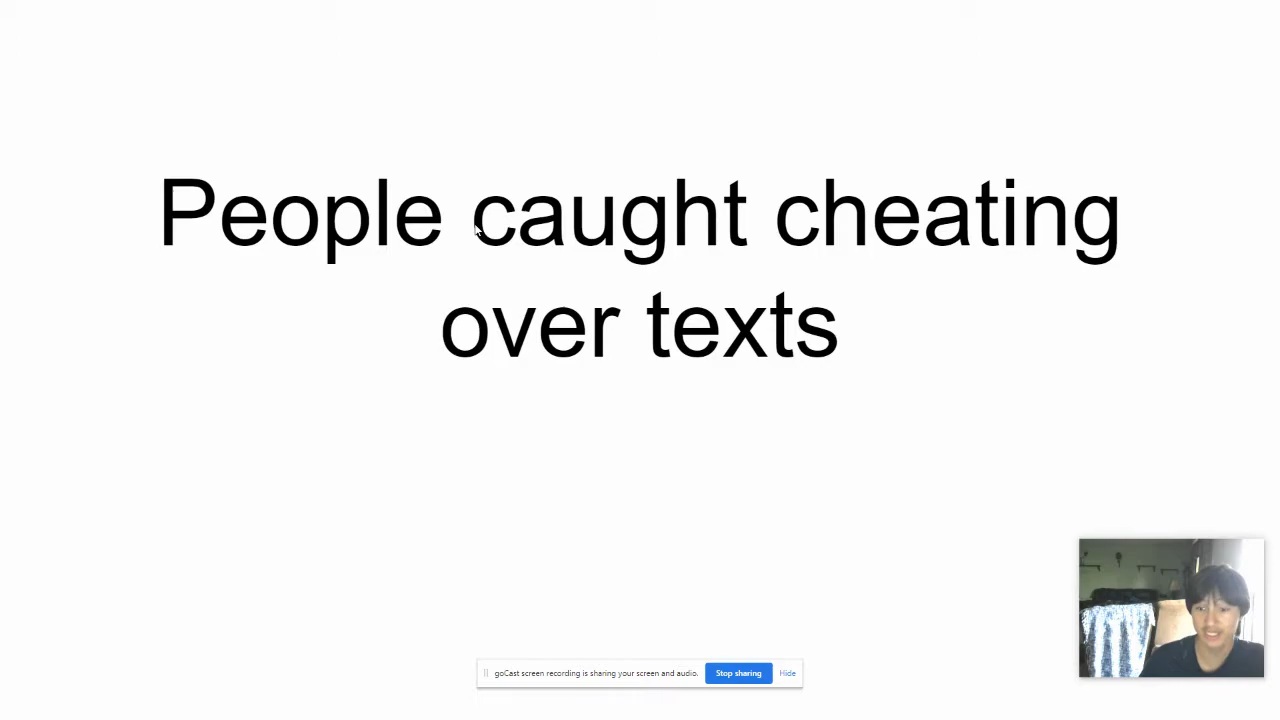 People caught cheating
over texts
goCast screen recording is sharing your screen and audio. Stop sharing Hide